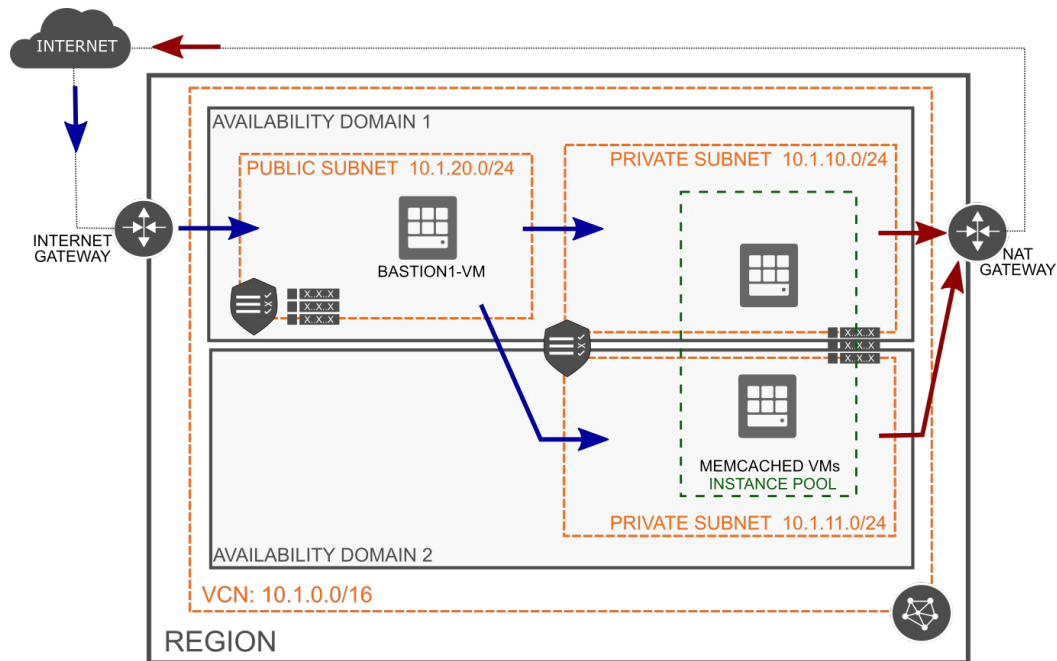 INTERNET
AVAILABILITY DOMAIN 1
PUBLIC SUBNET 10.1.20.0/24
PRIVATE SUBNET 10.1.10.0/24
INTERNET
GATEWAY
BASTION1-VM
NAT
GATEWAY
X..X..X
X..X..X
X..X..X
X..X..X
X..X..X
X..X..X
MEMCACHED VMs
INSTANCE POOL
PRIVATE SUBNET 10.1.11.0/24
AVAILABILITY DOMAIN 2
VCN: 10.1.0.0/16
REGION